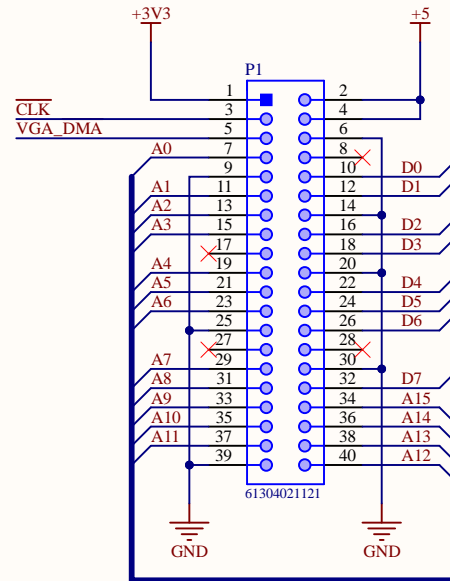 +3V3 +5
P1
1 2
CLK 3 4
VGA_DMA 5 6
A0 7 8
9 10 D0
A1 11 12 D1
A2 13 14
A3 15 16 D2
17 18 D3
A4 19 20
A5 21 22 D4
A6 23 24 D5
25 26 D6
27 28
A7 29 30
A8 31 32 D7
A9 33 34 A15
A10 35 36 A14
A11 37 38 A13
39 40 A12
61304021121
GND GND